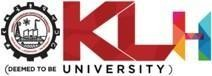 KLH
(DEEMED TO BE UNIVERSITY)